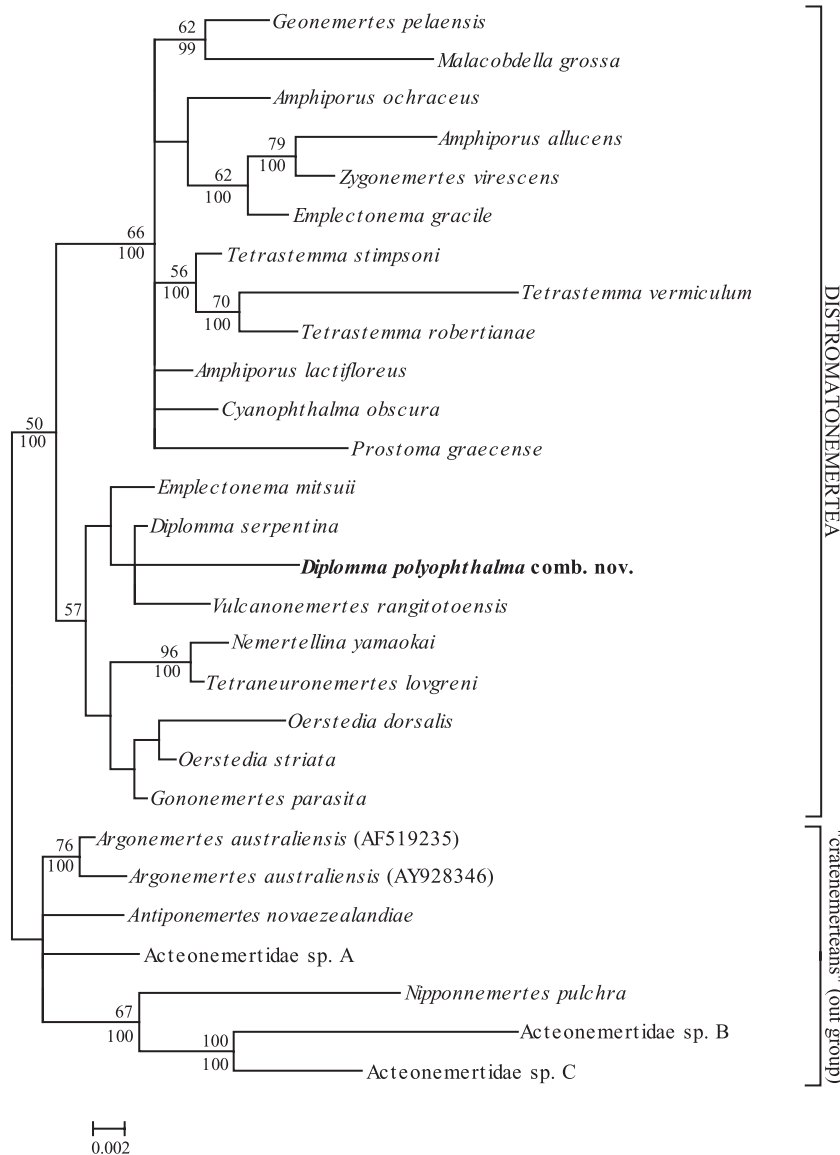 62
Geonemertes pelaensis
99
Malacobdella grossa
Amphiporus ochraceus
79
Amphiporus allucens
100
62
Zygonemertes virescens
100
Emplectonema gracile
66
100
Tetrastemma stimpsoni
56
100
Tetrastemma vermiculum
70
100
Tetrastemma robertianae
Amphiporus lactifloreus
Cyanophthalma obscura
50
100
Prostoma graecense
Emplectonema mitsuii
Diplomma serpentina
Diplomma polyophthalma comb. nov.
57
Vulcanonemertes rangitotoensis
Nemertellina yamaokai
96
100
Tetraneuronemertes lovgreni
Oerstedia dorsalis
Oerstedia striata
Gononemertes parasita
DISTROMATONEMERTEA
76
Argonemertes australiensis (AF519235)
100
Argonemertes australiensis (AY928346)
Antiponemertes novaezealandiae
Acteonemertidae sp. A
Nipponnemertes pulchra
67
100
Acteonemertidae sp. B
100
100
Acteonemertidae sp. C
"cratenemerteans" (out group)
0.002